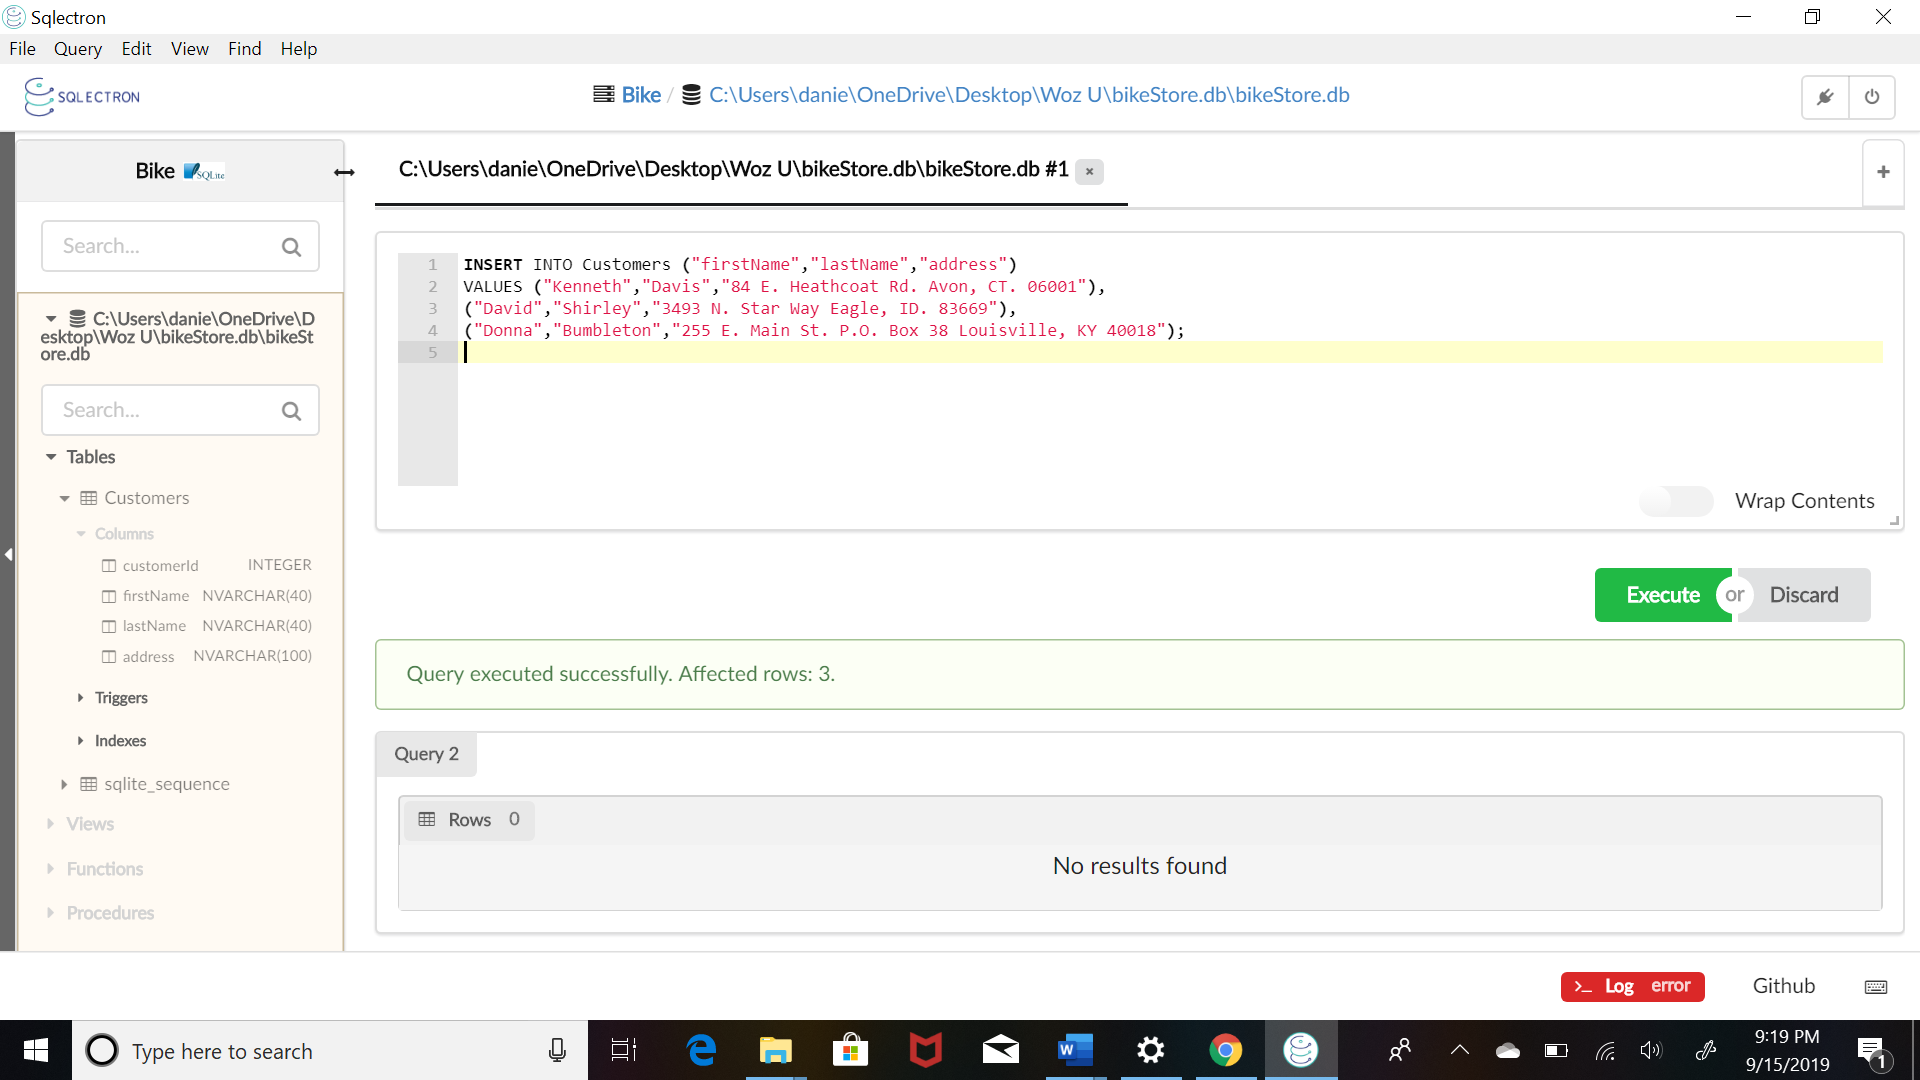 Sqlectron
File Query Edit View Find Help
SQLECTRON
Bike / C:\Users\danie\OneDrive\Desktop\Woz U\bikeStore.db\bikeStore.db
Bike SQLite
Search...
C:\Users\danie\OneDrive\D
esktop\Woz U\bikeStore.db\bikeSt
ore.db
Search...
Tables
Customers
Columns
customerId INTEGER
firstName NVARCHAR(40)
lastName NVARCHAR(40)
address NVARCHAR(100)
Triggers
Indexes
sqlite_sequence
Views
Functions
Procedures
C:\Users\danie\OneDrive\Desktop\Woz U\bikeStore.db\bikeStore.db #1 ×
+
1 INSERT INTO Customers ("firstName","lastName","address")
2 VALUES ("Kenneth","Davis","84 E. Heathcoat Rd. Avon, CT. 06001"),
3 ("David","Shirley","3493 N. Star Way Eagle, ID. 83669"),
4 ("Donna","Bumbleton","255 E. Main St. P.O. Box 38 Louisville, KY 40018");
5
Wrap Contents
Execute or Discard
Query executed successfully. Affected rows: 3.
Query 2
Rows 0
No results found
>_ Log error
Github
Type here to search
W
9:19 PM
9/15/2019
1